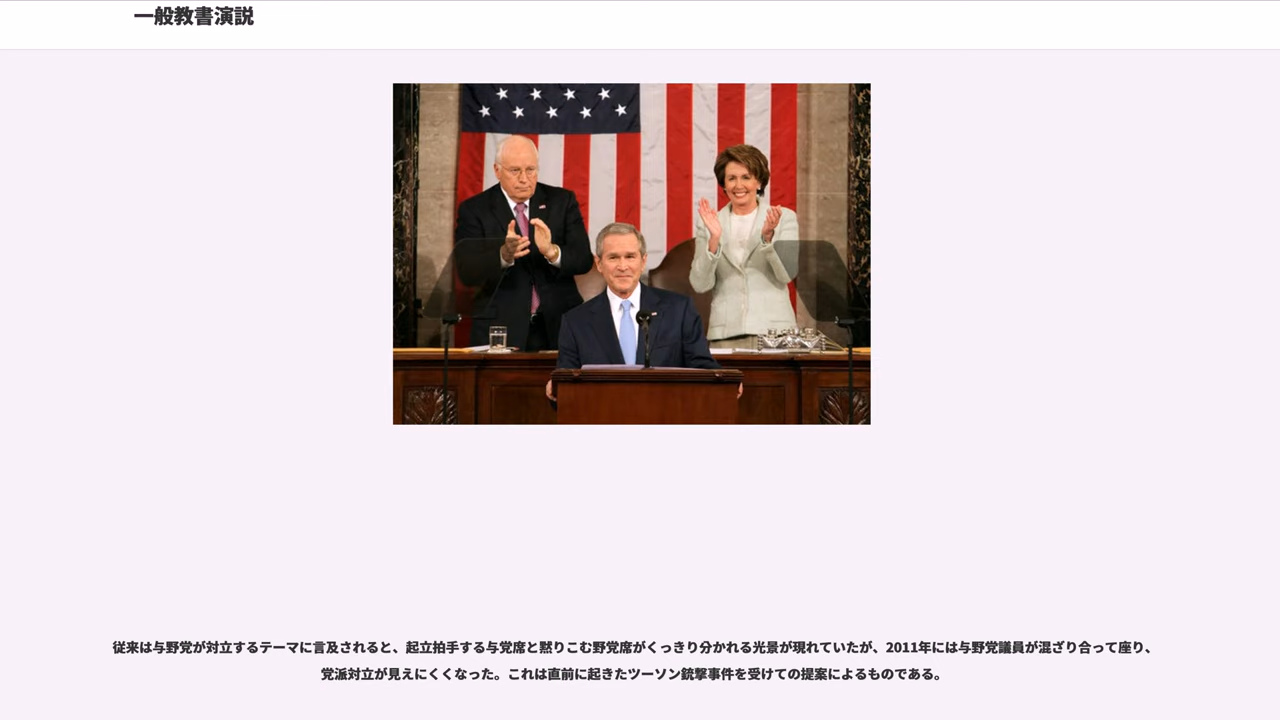 一般教書演説
従来は与野党が対立するテーマに言及されると、起立拍手する与党席と黙りこむ野党席がくっきり分かれる光景が現れていたが、2011年には与野党議員が混ざり合って座り、
党派対立が見えにくくなった。これは直前に起きたツーソン銃撃事件を受けての提案によるものである。